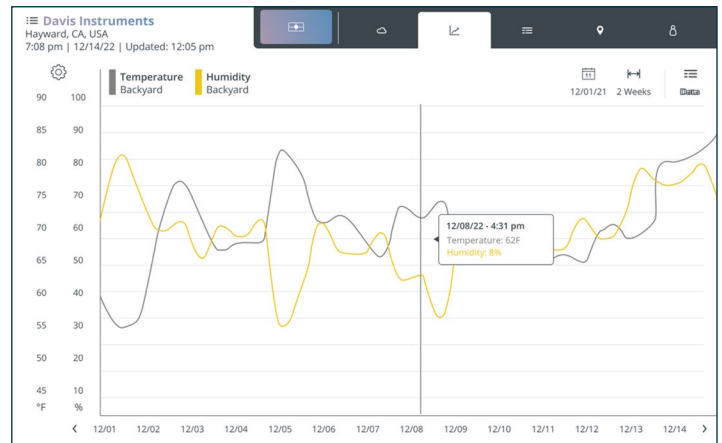 Davis Instruments
Hayward, CA, USA
7:08 pm | 12/14/22 | Updated: 12:05 pm
Temperature
Backyard
Humidity
Backyard
11
12/01/21
2 Weeks
Data
90 100
85 90
80 80
75 70
70 60
65 50
60 40
55 30
50 20
45 10
°F %
12/08/22 - 4:31 pm
Temperature: 62F
Humidity: 8%
12/01 12/02 12/03 12/04 12/05 12/06 12/07 12/08 12/09 12/10 12/11 12/12 12/13 12/14